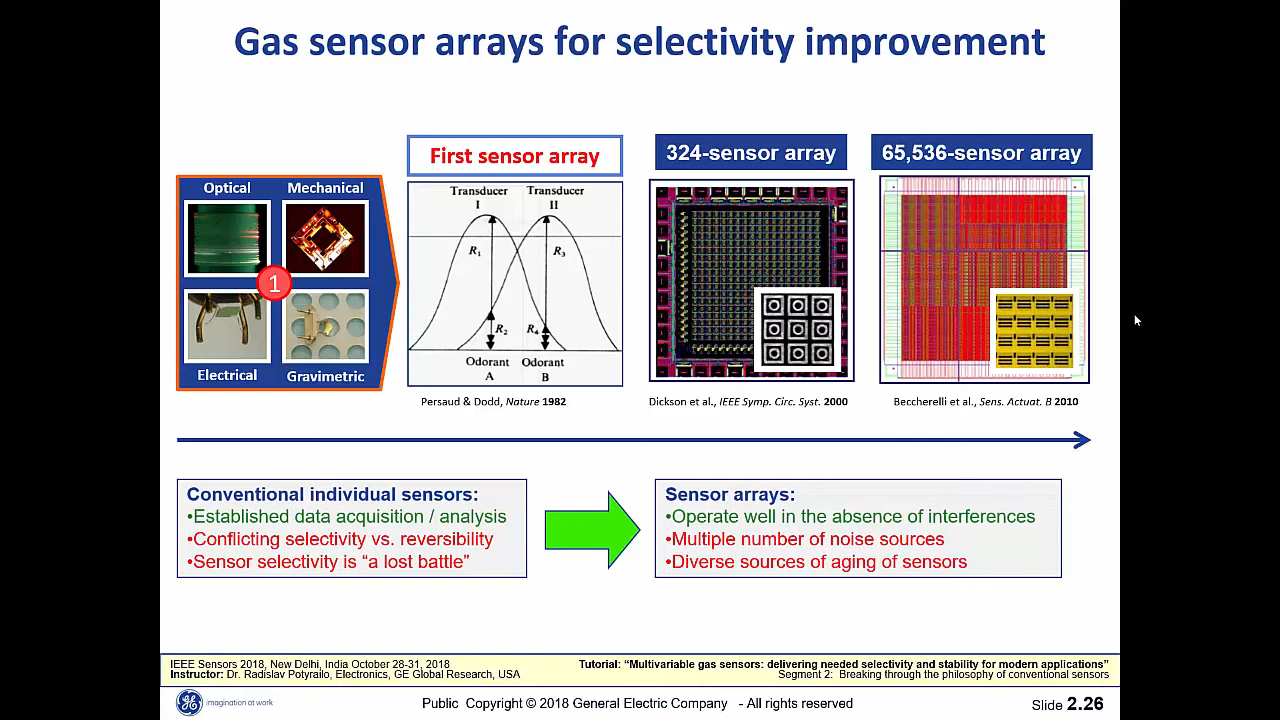 Gas sensor arrays for selectivity improvement
First sensor array
324-sensor array
65,536-sensor array
Optical
Mechanical
1
Electrical
Gravimetric
Transducer
I
Transducer
II
R1
R3
R2
R4
Odorant
A
Odorant
B
Persaud & Dodd, Nature 1982
Dickson et al., IEEE Symp. Circ. Syst. 2000
Beccherelli et al., Sens. Actuat. B 2010
Conventional individual sensors:
•Established data acquisition / analysis
•Conflicting selectivity vs. reversibility
•Sensor selectivity is “a lost battle”
Sensor arrays:
•Operate well in the absence of interferences
•Multiple number of noise sources
•Diverse sources of aging of sensors
IEEE Sensors 2018, New Delhi, India October 28-31, 2018
Instructor: Dr. Radislav Potyrailo, Electronics, GE Global Research, USA
Tutorial: “Multivariable gas sensors: delivering needed selectivity and stability for modern applications”
Segment 2: Breaking through the philosophy of conventional sensors
imagination at work
Public Copyright © 2018 General Electric Company - All rights reserved
Slide 2.26